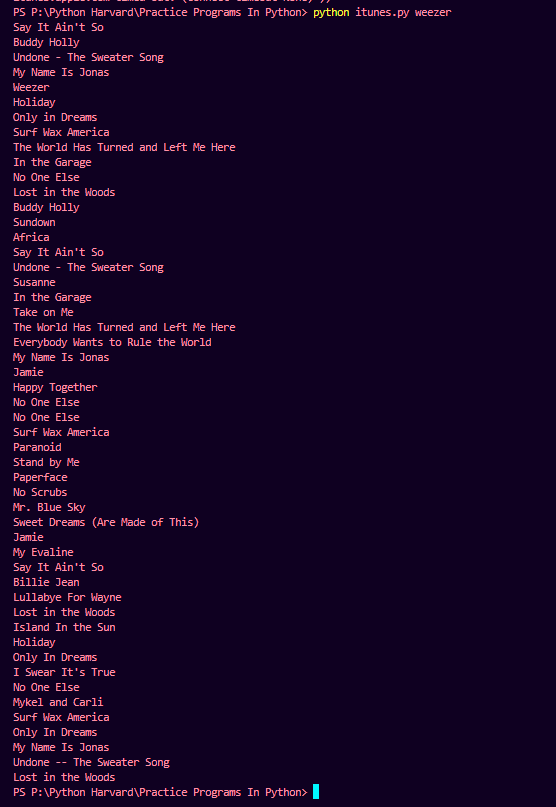 PS P:\Python Harvard\Practice Programs In Python> python itunes.py weezer
Say It Ain't So
Buddy Holly
Undone - The Sweater Song
My Name Is Jonas
Weezer
Holiday
Only in Dreams
Surf Wax America
The World Has Turned and Left Me Here
In the Garage
No One Else
Lost in the Woods
Buddy Holly
Sundown
Africa
Say It Ain't So
Undone - The Sweater Song
Susanne
In the Garage
Take on Me
The World Has Turned and Left Me Here
Everybody Wants to Rule the World
My Name Is Jonas
Jamie
Happy Together
No One Else
No One Else
Surf Wax America
Paranoid
Stand by Me
Paperface
No Scrubs
Mr. Blue Sky
Sweet Dreams (Are Made of This)
Jamie
My Evaline
Say It Ain't So
Billie Jean
Lullabye For Wayne
Lost in the Woods
Island In the Sun
Holiday
Only In Dreams
I Swear It's True
No One Else
Mykel and Carli
Surf Wax America
Only In Dreams
My Name Is Jonas
Undone -- The Sweater Song
Lost in the Woods
PS P:\Python Harvard\Practice Programs In Python>